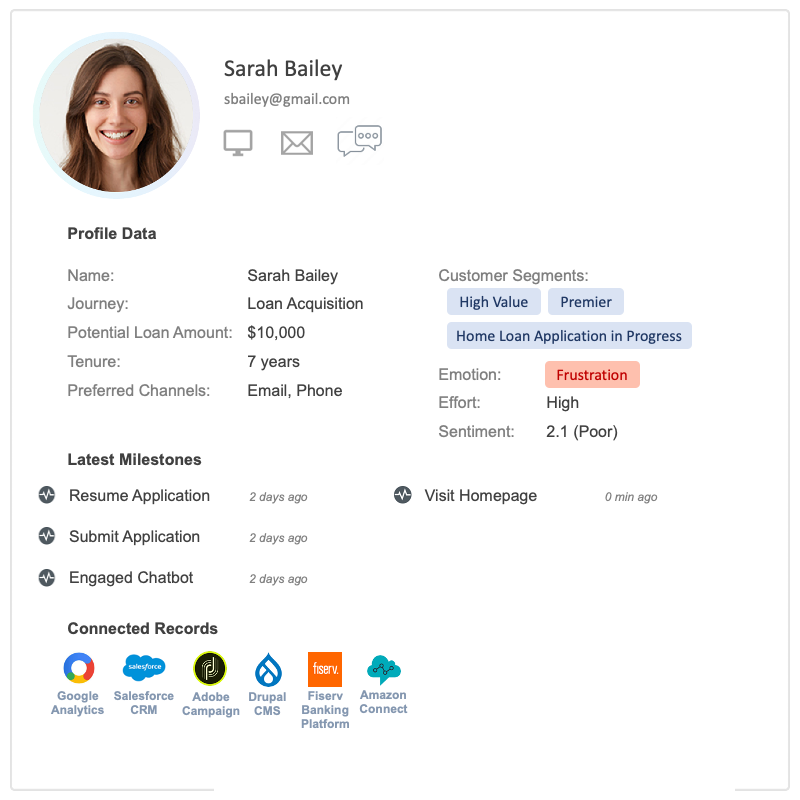 Sarah Bailey
sbailey@gmail.com
Profile Data
Name: Sarah Bailey
Journey: Loan Acquisition
Potential Loan Amount: $10,000
Tenure: 7 years
Preferred Channels: Email, Phone
Customer Segments:
High Value Premier
Home Loan Application in Progress
Emotion: Frustration
Effort: High
Sentiment: 2.1 (Poor)
Latest Milestones
Resume Application 2 days ago
Submit Application 2 days ago
Engaged Chatbot 2 days ago
Visit Homepage 0 min ago
Connected Records
Google
Analytics
salesforce
Salesforce
CRM
Adobe
Campaign
Drupal
CMS
fiserv.
Fiserv
Banking
Platform
Amazon
Connect